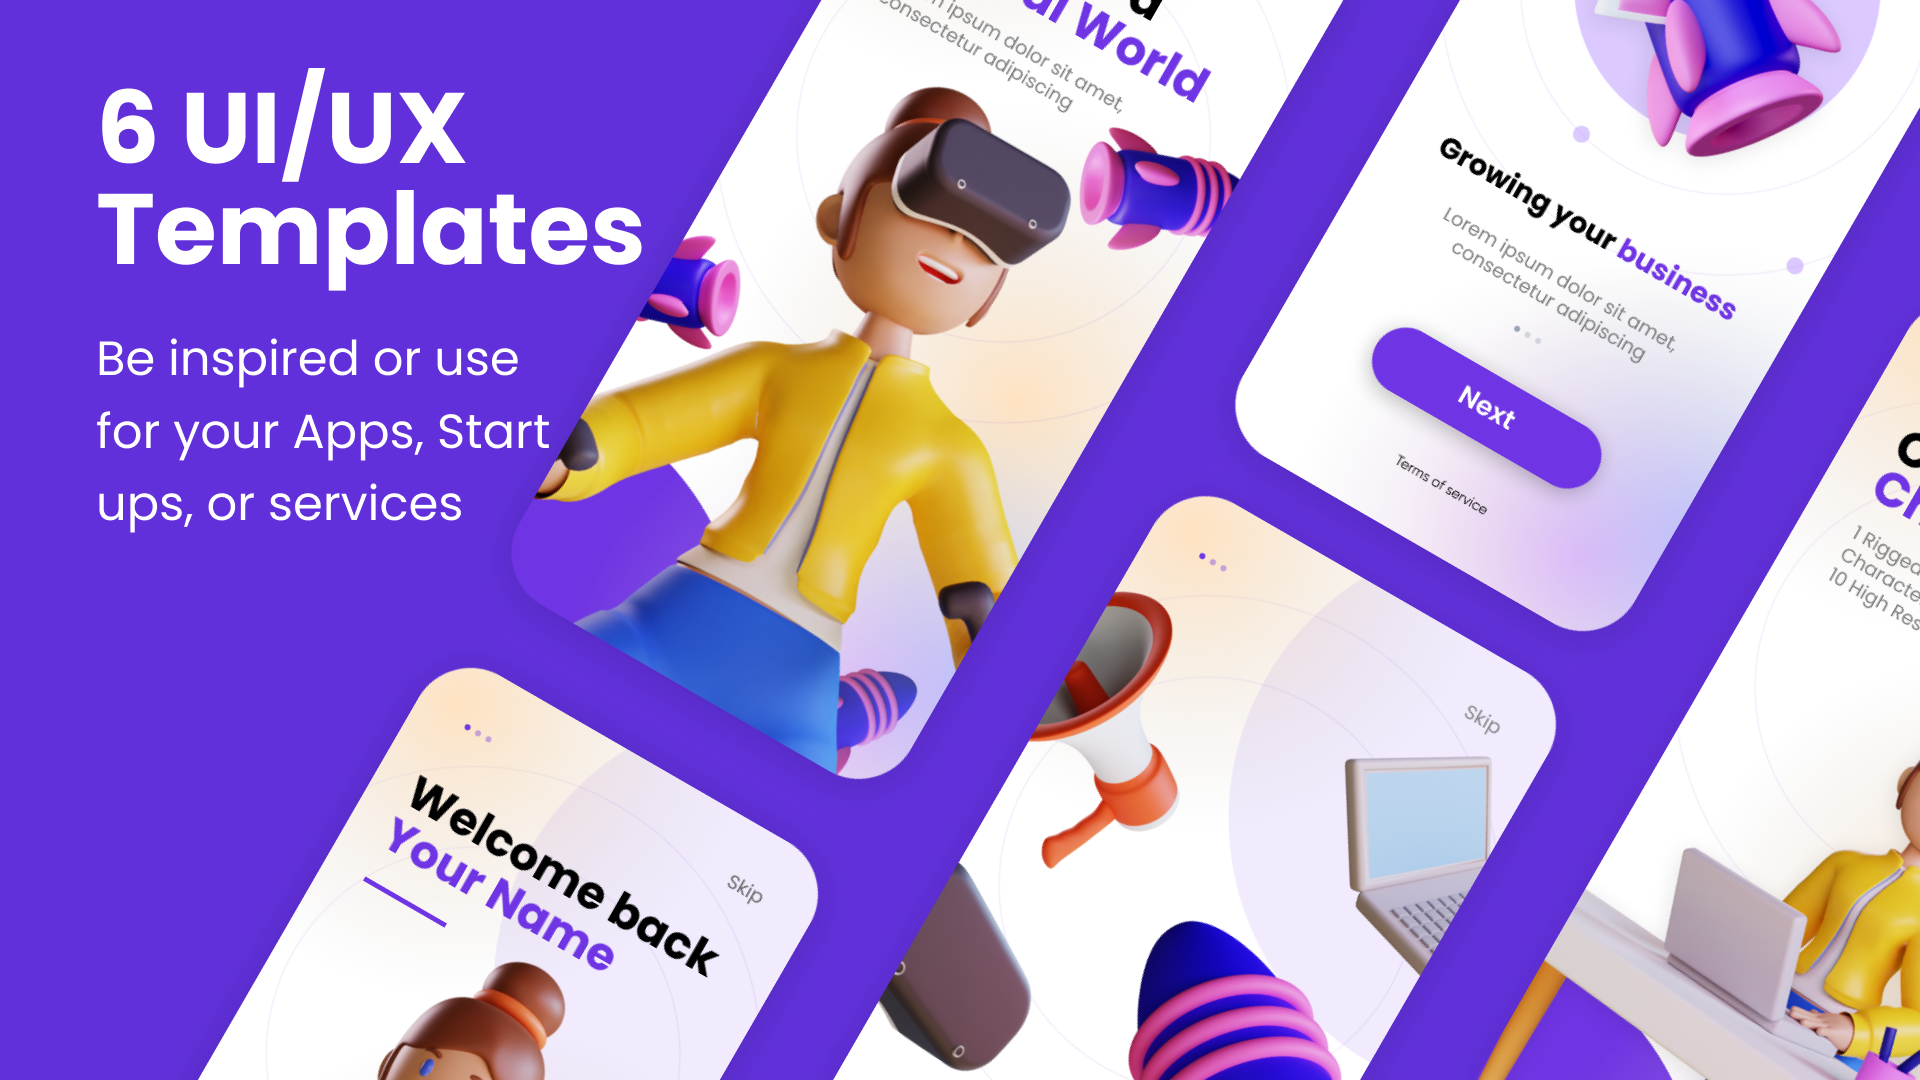 6 UI/UX
Templates
Be inspired or use
for your Apps, Start
ups, or services
World
ipsum dolor sit amet,
consectetur adipiscing
Growing your business
Lorem ipsum dolor sit amet,
consectetur adipiscing
Next
Terms of service
Skip
Welcome back
Your Name
Skip
1 Rigged
10 High Res